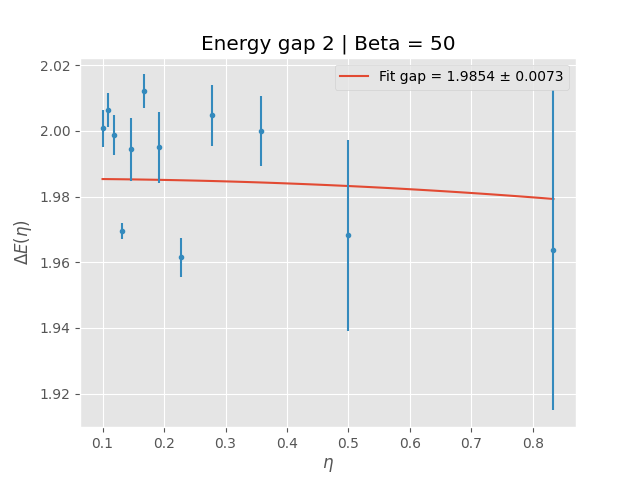 Energy gap 2 | Beta = 50
Fit gap = 1.9854 ± 0.0073
2.02
2.00
1.98
1.96
1.94
1.92
ΔE(η)
0.1 0.2 0.3 0.4 0.5 0.6 0.7 0.8
η